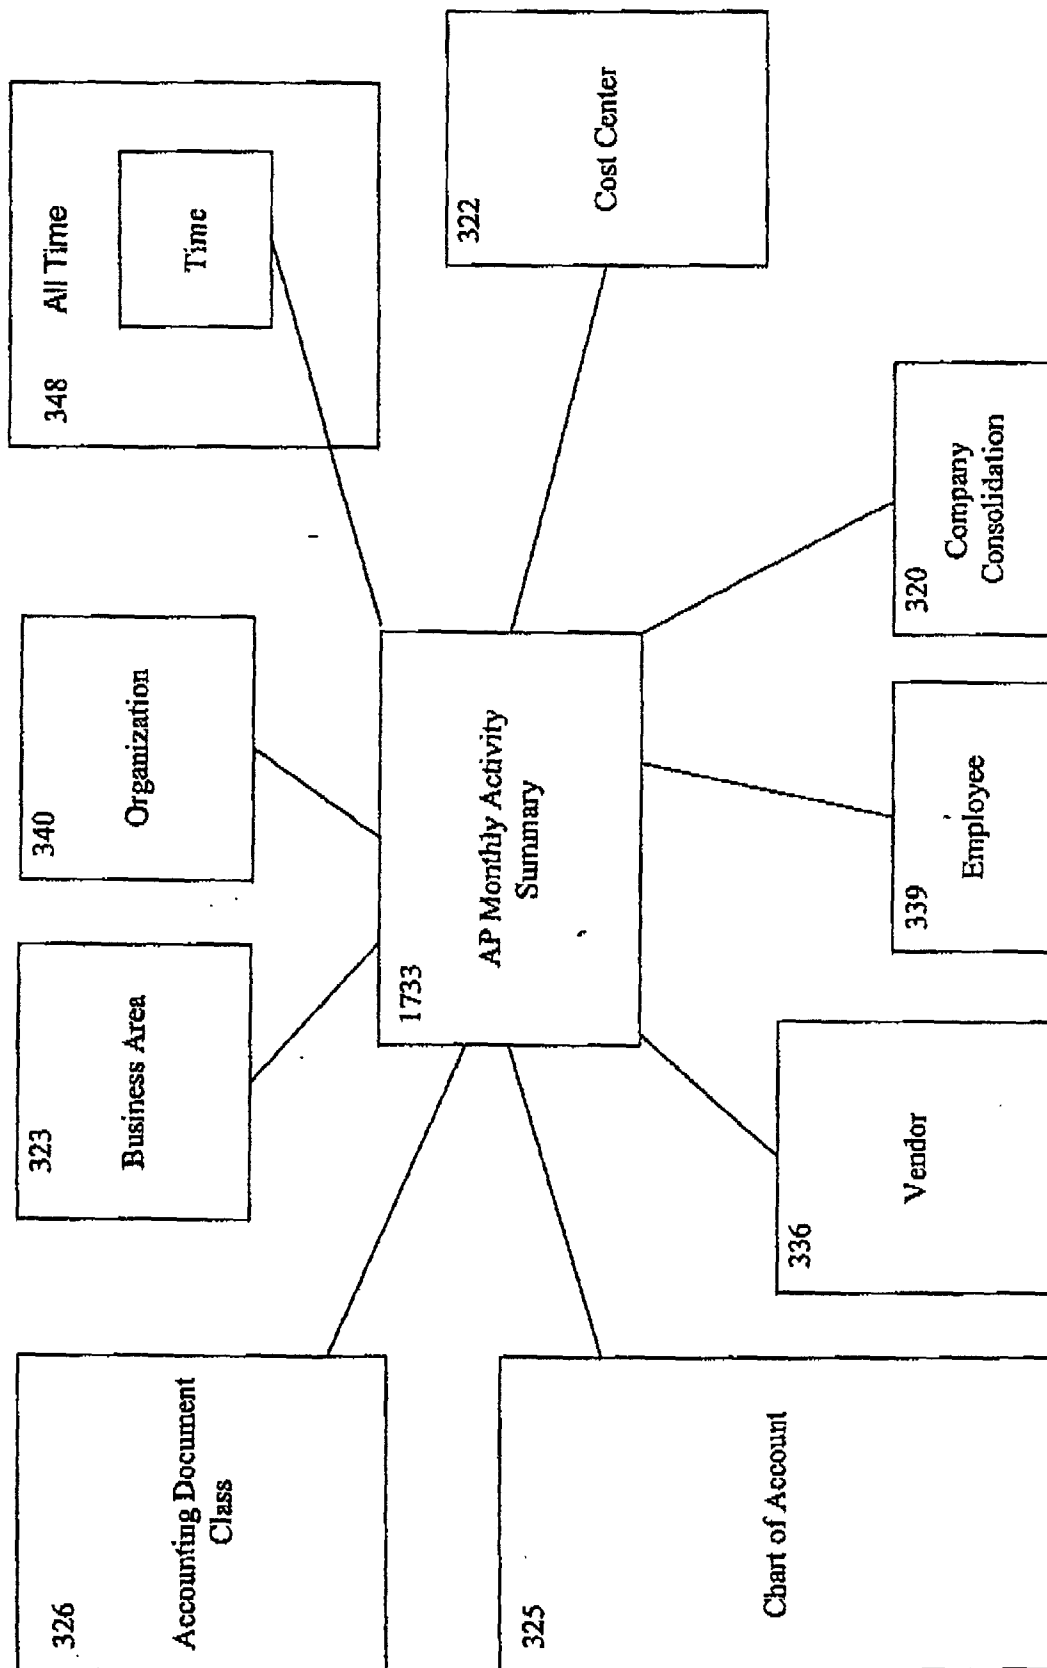 326
Accounting Document
Class
323
Business Area
340
Organization
348
All Time
Time
1733
AP Monthly Activity
Summary
322
Cost Center
325
Chart of Account
336
Vendor
339
Employee
320
Company
Consolidation